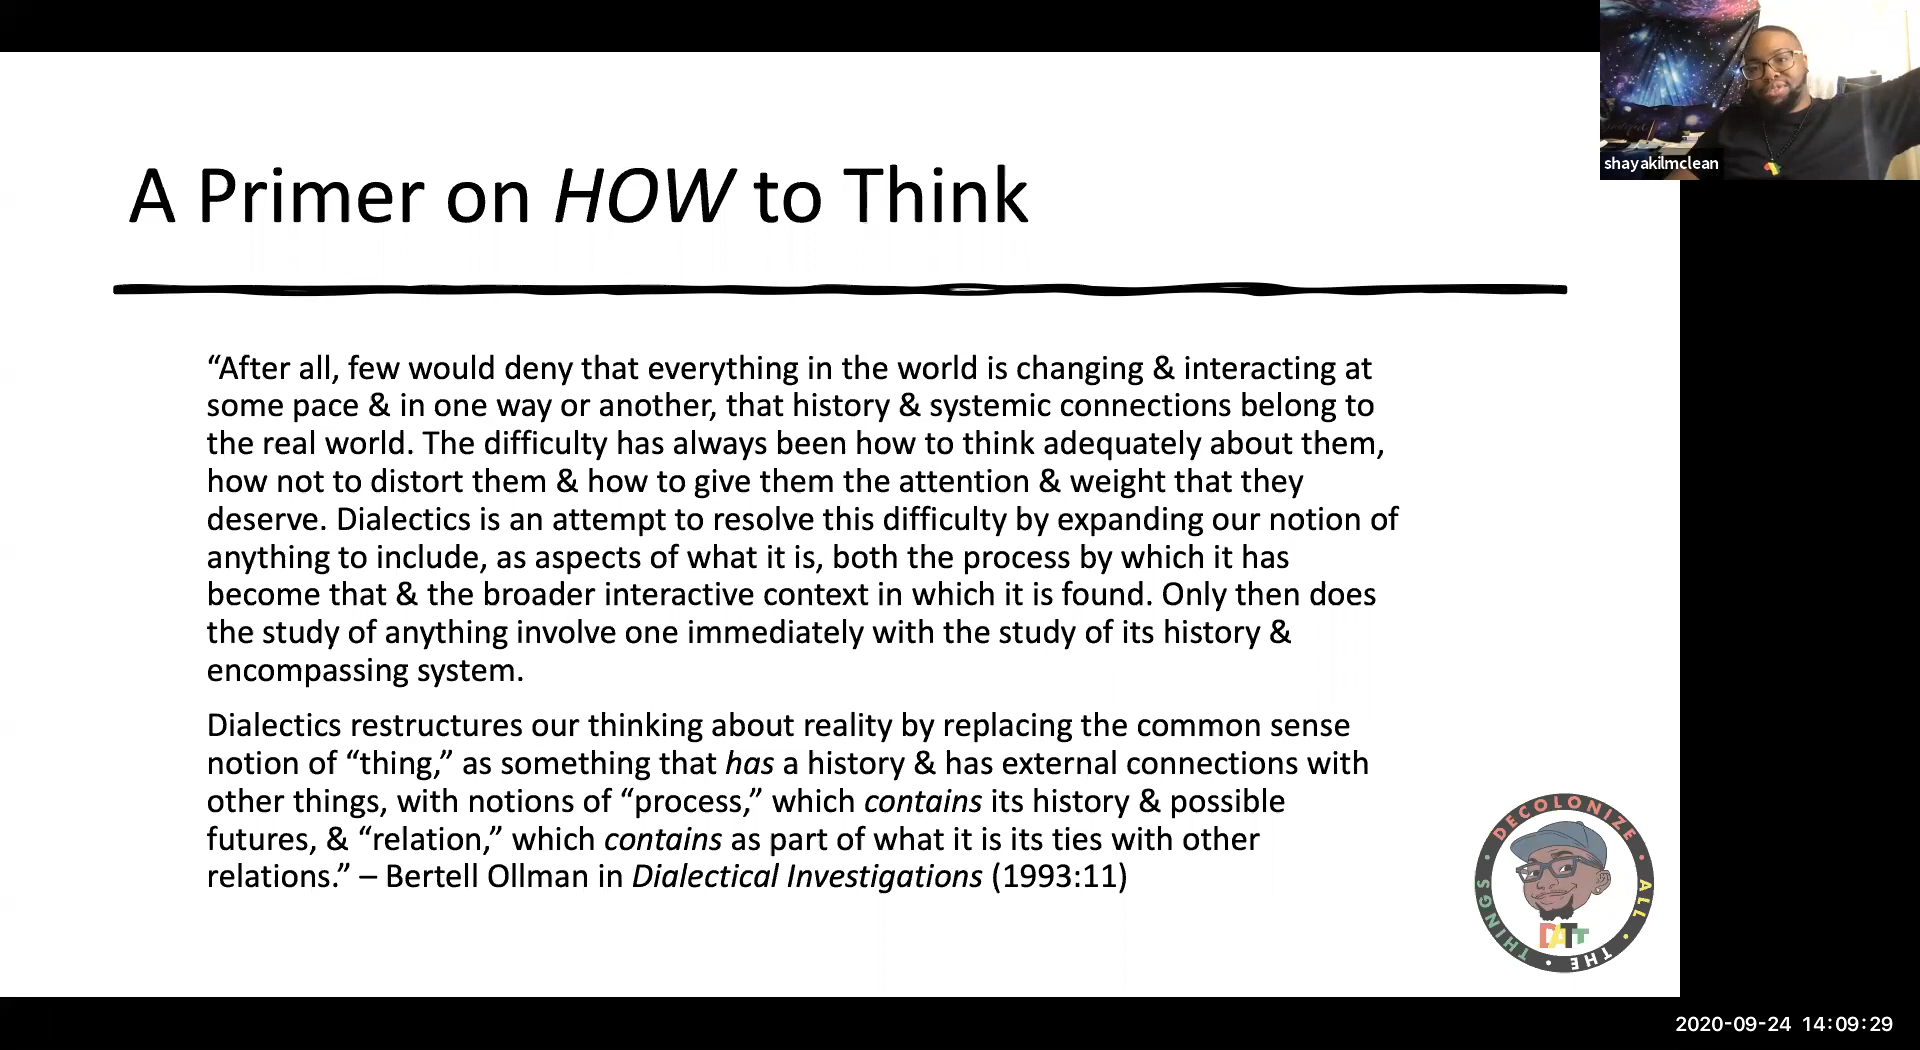 shayakilmclean
A Primer on HOW to Think
“After all, few would deny that everything in the world is changing & interacting at
some pace & in one way or another, that history & systemic connections belong to
the real world. The difficulty has always been how to think adequately about them,
how not to distort them & how to give them the attention & weight that they
deserve. Dialectics is an attempt to resolve this difficulty by expanding our notion of
anything to include, as aspects of what it is, both the process by which it has
become that & the broader interactive context in which it is found. Only then does
the study of anything involve one immediately with the study of its history &
encompassing system.
Dialectics restructures our thinking about reality by replacing the common sense
notion of “thing,” as something that has a history & has external connections with
other things, with notions of “process,” which contains its history & possible
futures, & “relation,” which contains as part of what it is its ties with other
relations.” – Bertell Ollman in Dialectical Investigations (1993:11)
DECOLONIZE • ALL • THE • THINGS •
DATT
2020-09-24 14:09:29